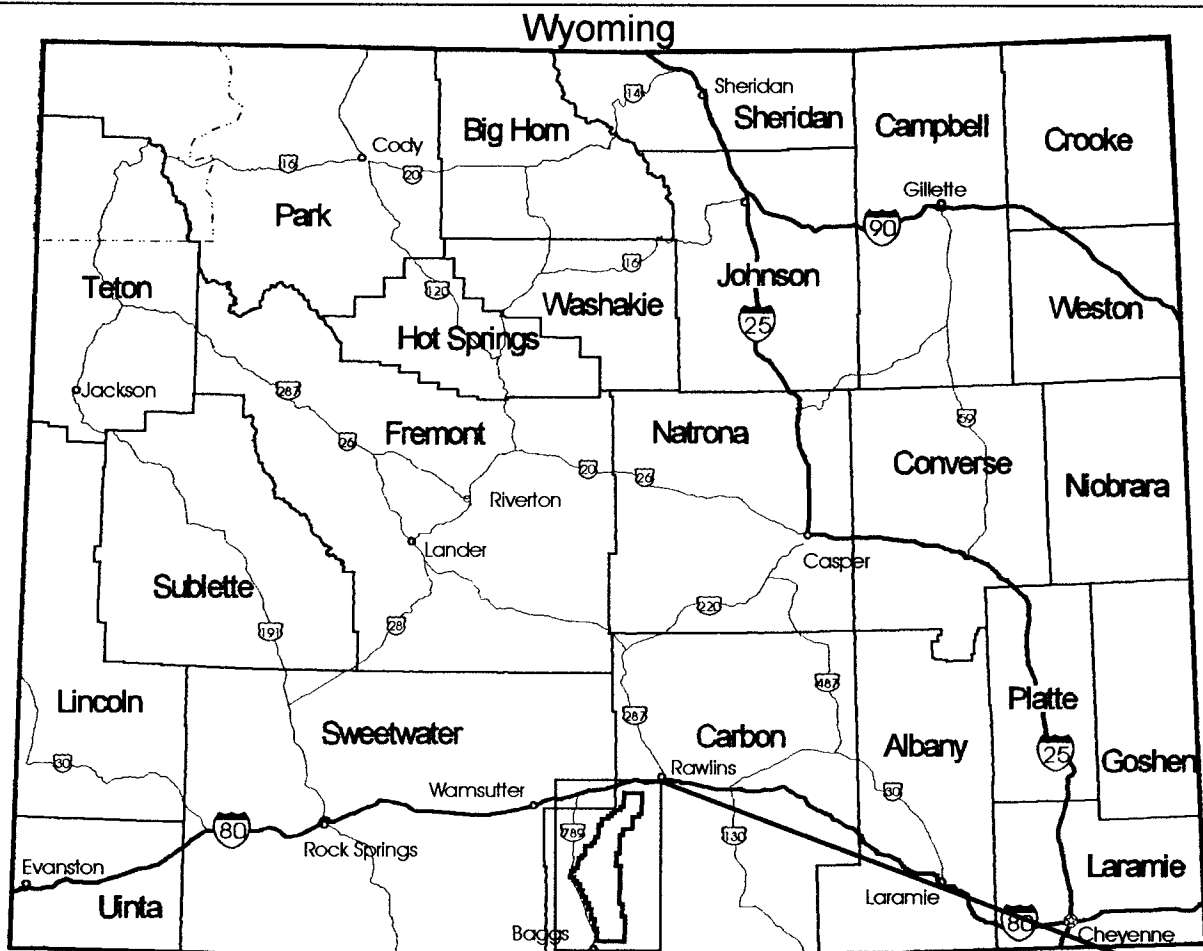 Wyoming
Sheridan
14
Sheridan
Big Horn
Campbell
Crooke
Cody
16
20
Gillette
Park
90
16
Johnson
Teton
120
Washakie
Weston
25
Hot Springs
Jackson
287
Fremont
Natrona
59
26
20
26
Converse
Niobrara
Riverton
Lander
Casper
Sublette
220
191
28
487
Lincoln
Platte
287
Sweetwater
Carbon
Albany
25
Goshen
30
Rawlins
Wamsutter
30
80
789
130
Rock Springs
Evanston
Laramie
Laramie
Uinta
80
Baggs
Cheyenne